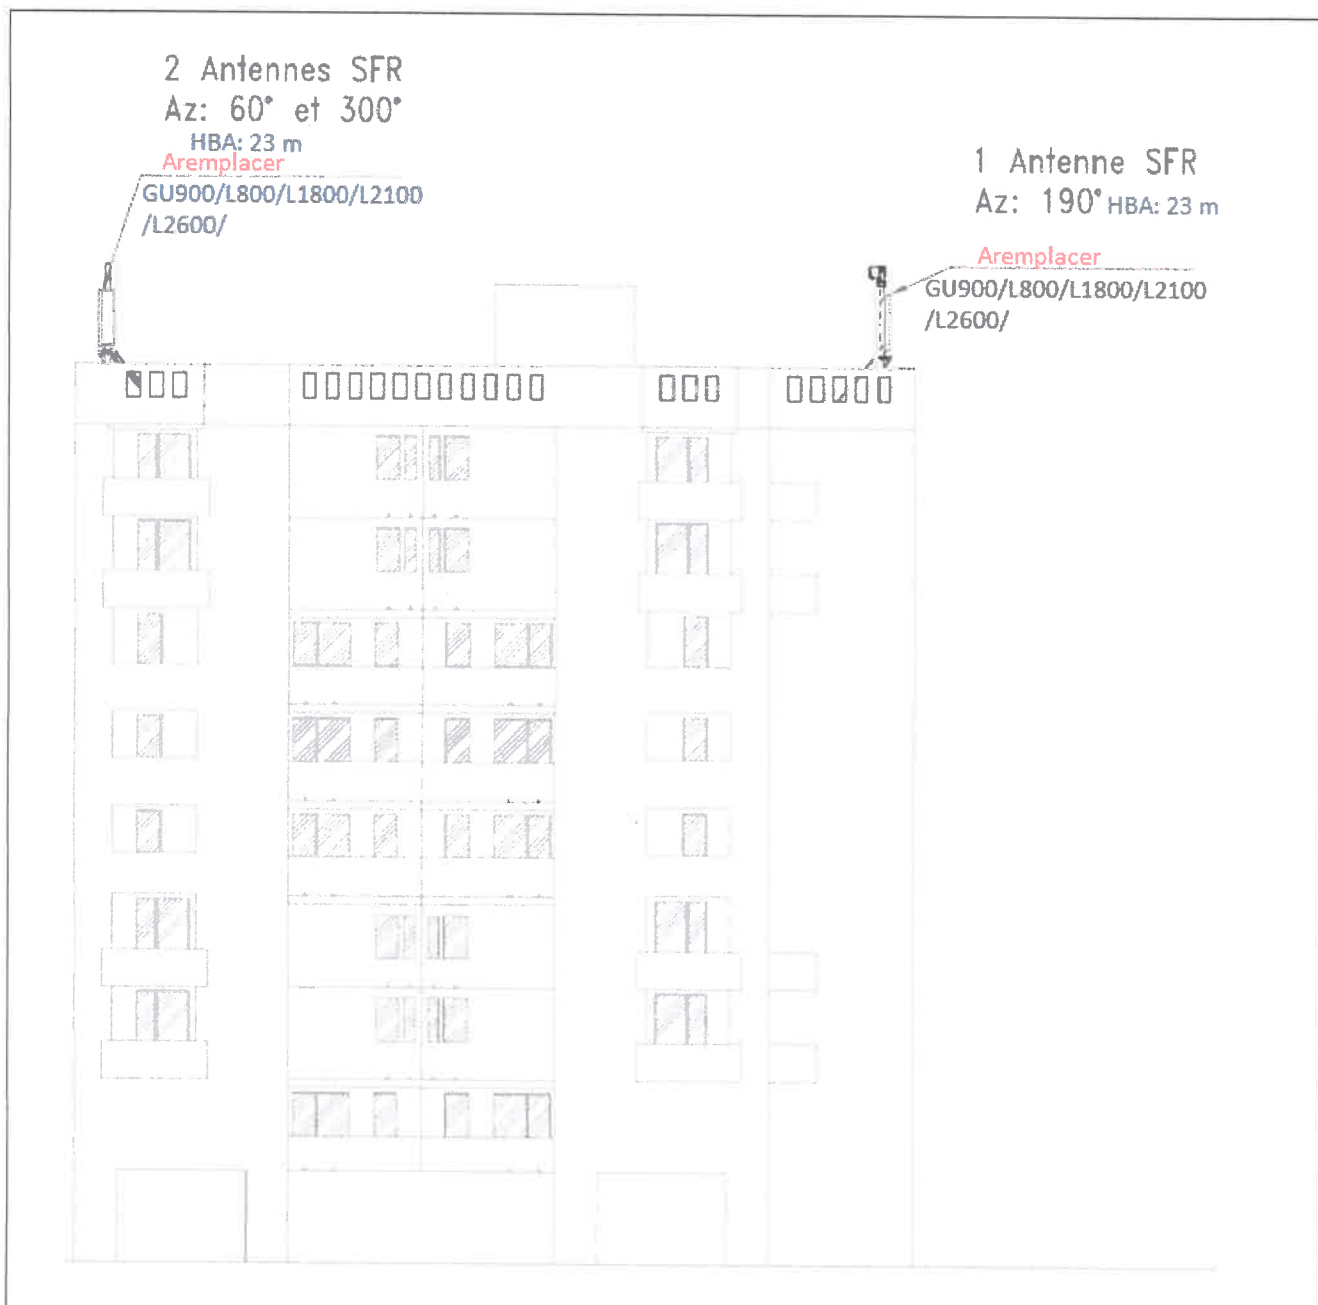 2 Antennes SFR
Az: 60° et 300°
HBA: 23 m
Aremplacer
GU900/L800/L1800/L2100
/L2600/
1 Antenne SFR
Az: 190° HBA: 23 m
Aremplacer
GU900/L800/L1800/L2100
/L2600/